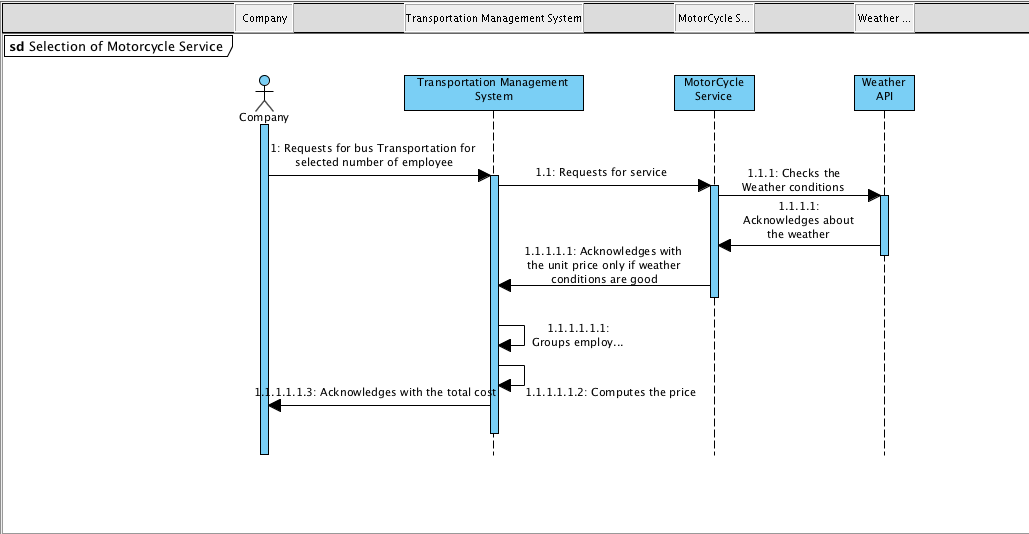 Company
Transportation Management System
MotorCycle S...
Weather ...
sd Selection of Motorcycle Service
Company
Transportation Management
System
MotorCycle
Service
Weather
API
1: Requests for bus Transportation for
selected number of employee
1.1: Requests for service
1.1.1: Checks the
Weather conditions
1.1.1.1:
Acknowledges about
the weather
1.1.1.1.1: Acknowledges with
the unit price only if weather
conditions are good
1.1.1.1.1.1:
Groups employ...
1.1.1.1.1.2: Computes the price
1.1.1.1.1.3: Acknowledges with the total cost